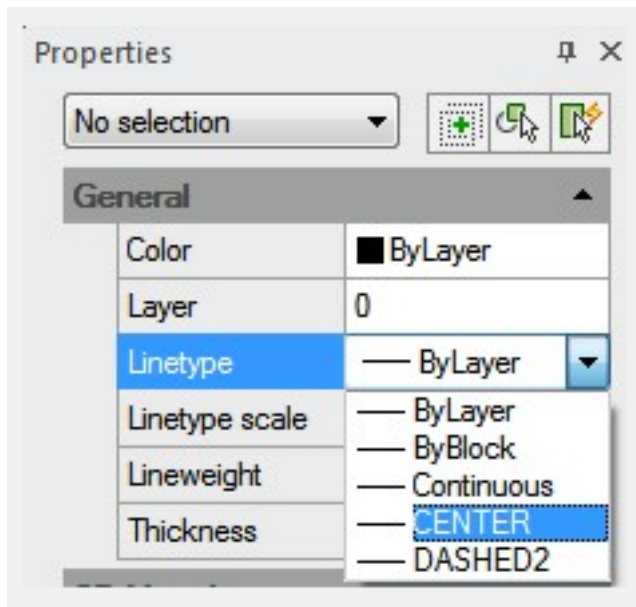 Properties
No selection
General
Color ByLayer
Layer 0
Linetype ByLayer
Linetype scale
Lineweight
Thickness
ByLayer
ByBlock
Continuous
CENTER
DASHED2